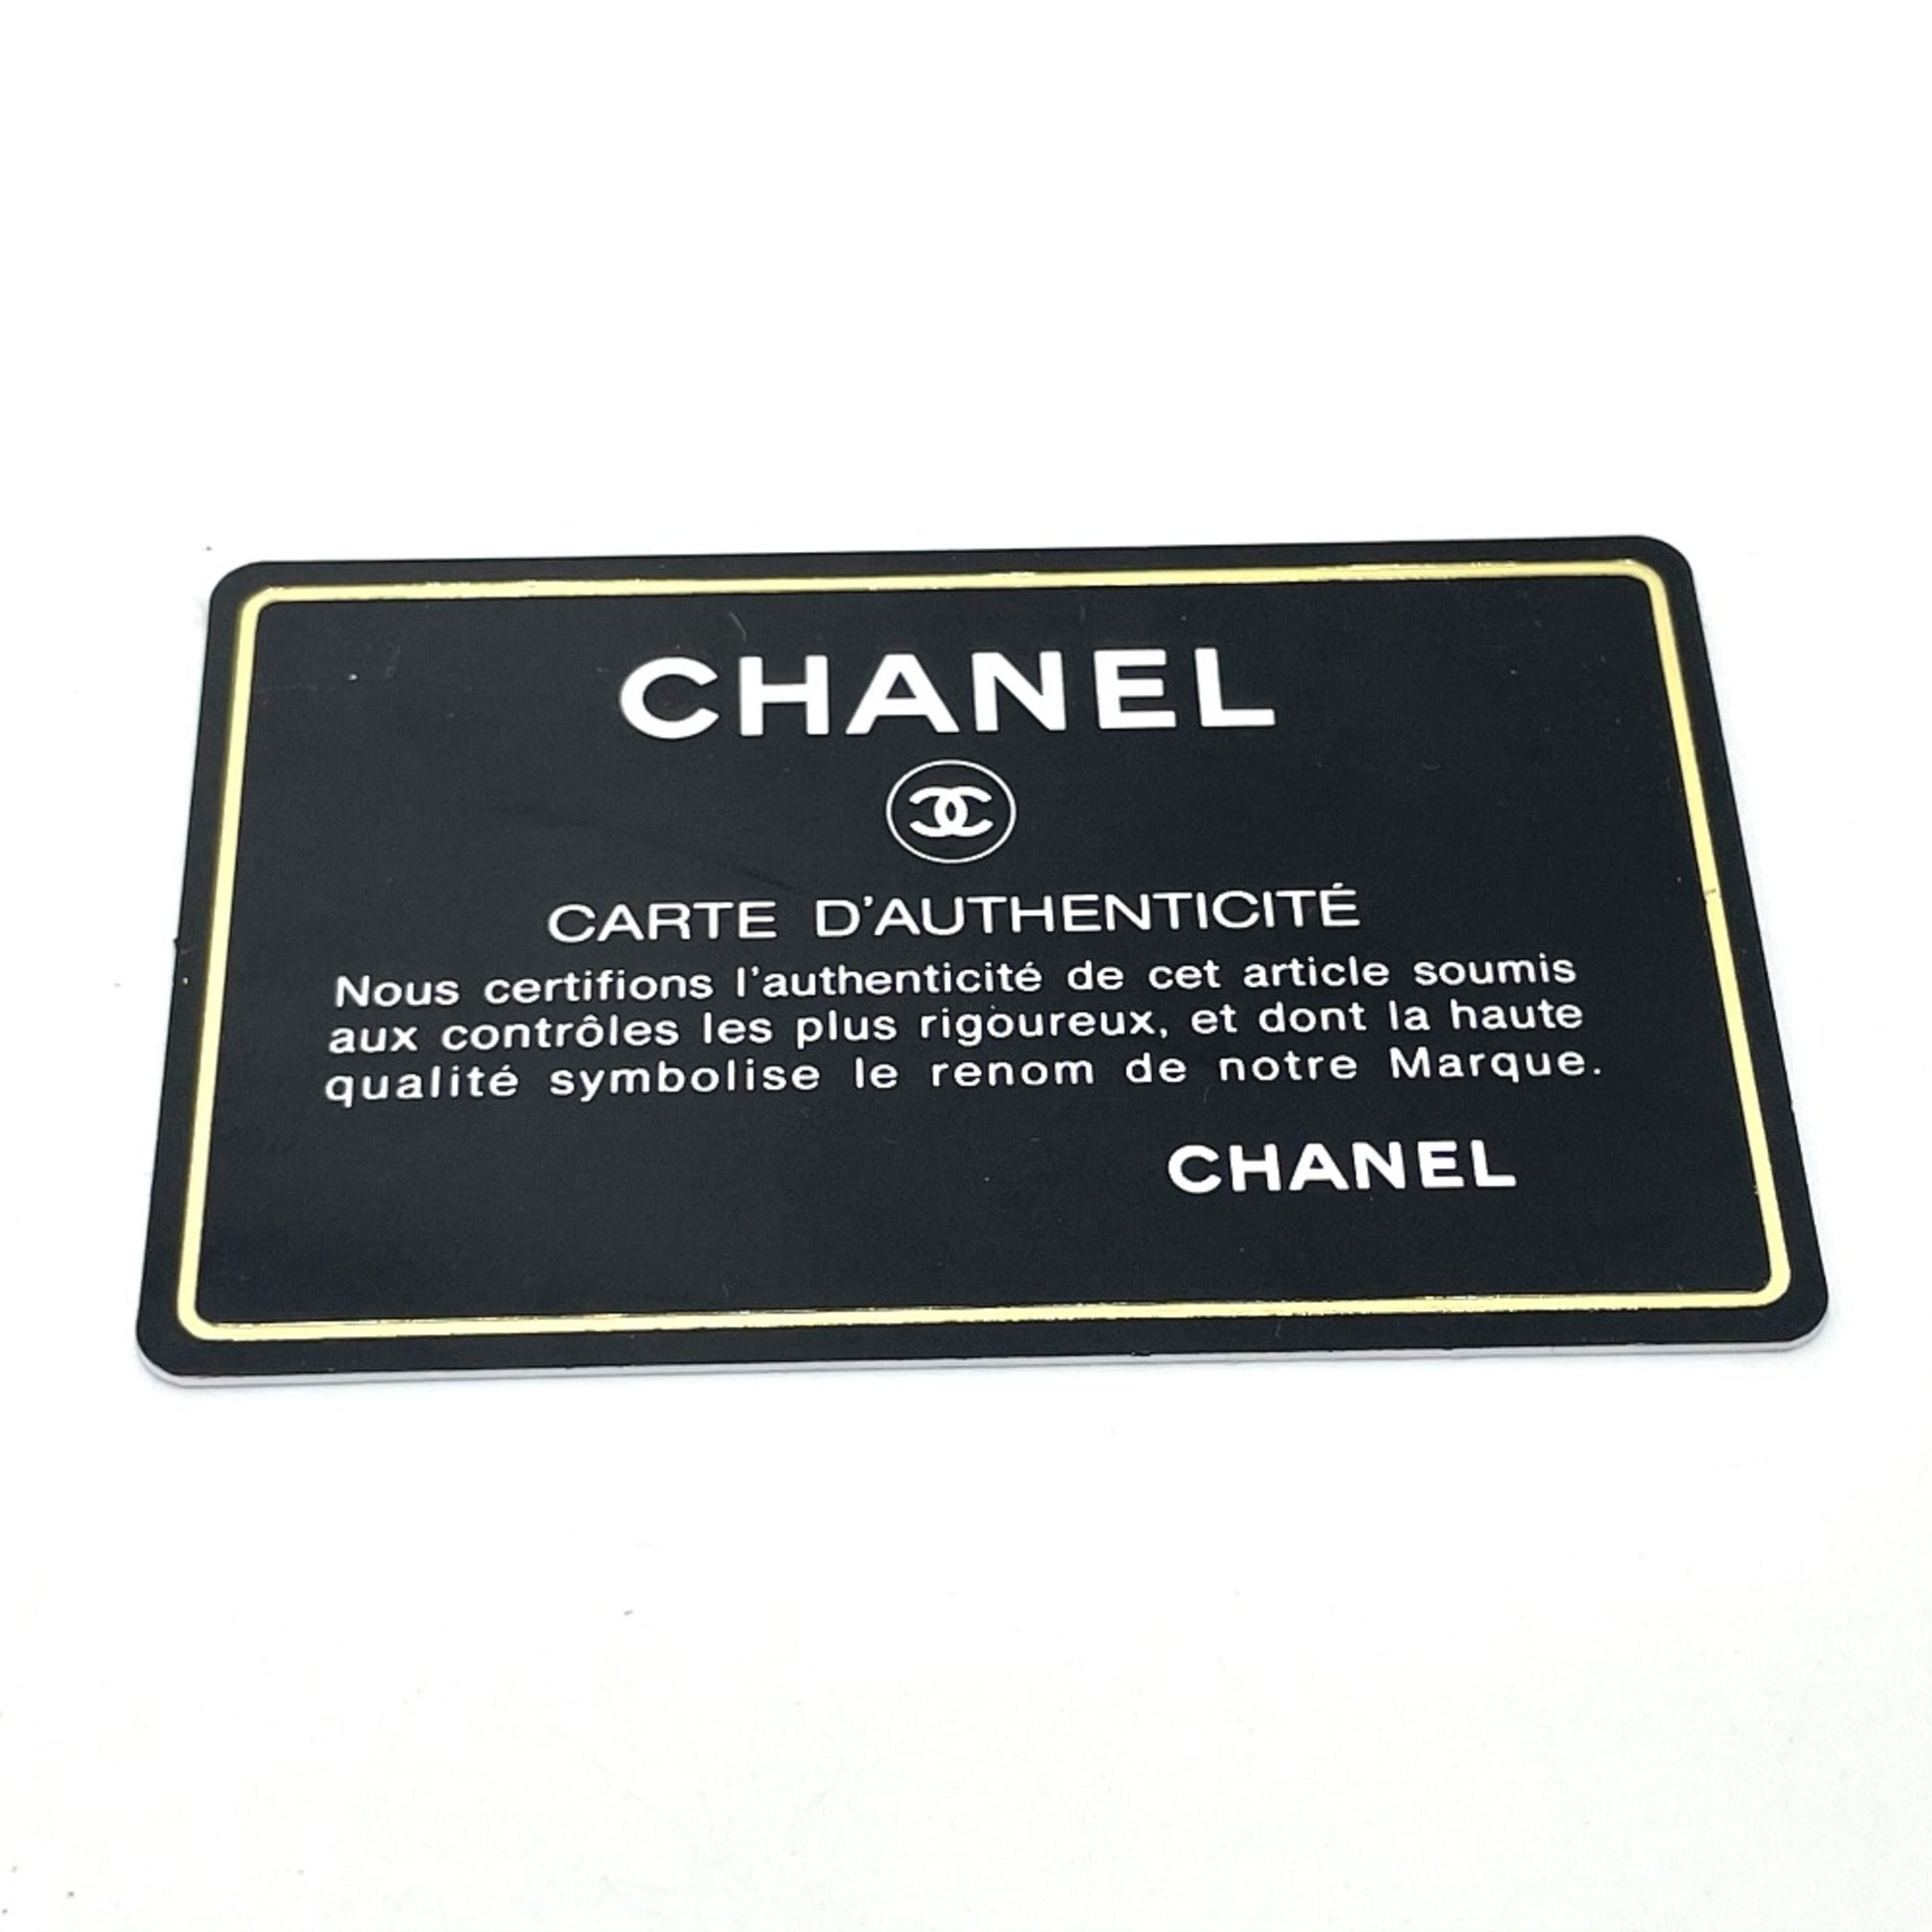 CHANEL
CARTE D'AUTHENTICITÉ
Nous certifions l'authenticité de cet article soumis
aux contrôles les plus rigoureux, et dont la haute
qualité symbolise le renom de notre Marque.
CHANEL